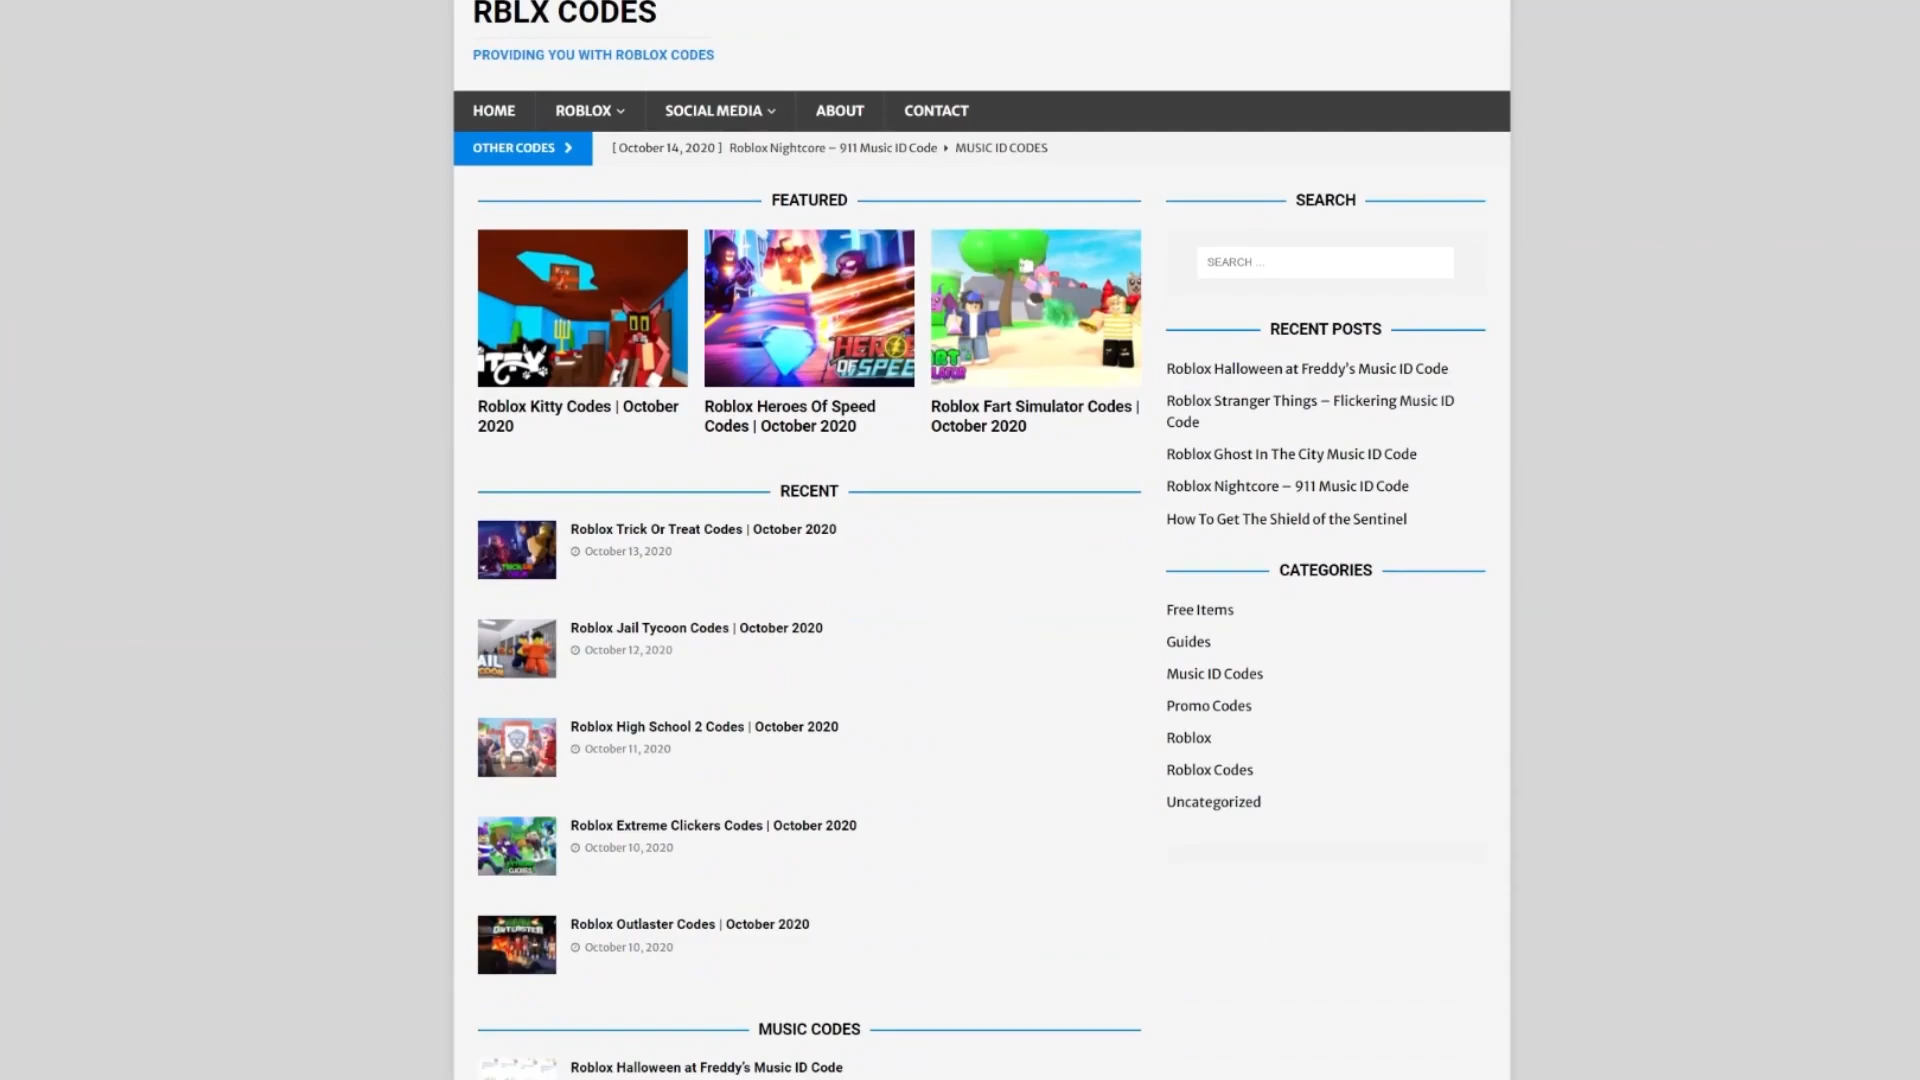 RBLX CODES
PROVIDING YOU WITH ROBLOX CODES
HOME ROBLOX SOCIAL MEDIA ABOUT CONTACT
OTHER CODES [ October 14, 2020 ] Roblox Nightcore – 911 Music ID Code MUSIC ID CODES
FEATURED
HEROES
OF SPEE
Roblox Kitty Codes | October
2020
Roblox Heroes Of Speed
Codes | October 2020
Roblox Fart Simulator Codes |
October 2020
RECENT
Roblox Trick Or Treat Codes | October 2020
October 13, 2020
Roblox Jail Tycoon Codes | October 2020
October 12, 2020
Roblox High School 2 Codes | October 2020
October 11, 2020
Roblox Extreme Clickers Codes | October 2020
October 10, 2020
OUTLASTER
Roblox Outlaster Codes | October 2020
October 10, 2020
MUSIC CODES
Roblox Halloween at Freddy's Music ID Code
SEARCH
SEARCH ...
RECENT POSTS
Roblox Halloween at Freddy's Music ID Code
Roblox Stranger Things – Flickering Music ID
Code
Roblox Ghost In The City Music ID Code
Roblox Nightcore – 911 Music ID Code
How To Get The Shield of the Sentinel
CATEGORIES
Free Items
Guides
Music ID Codes
Promo Codes
Roblox
Roblox Codes
Uncategorized